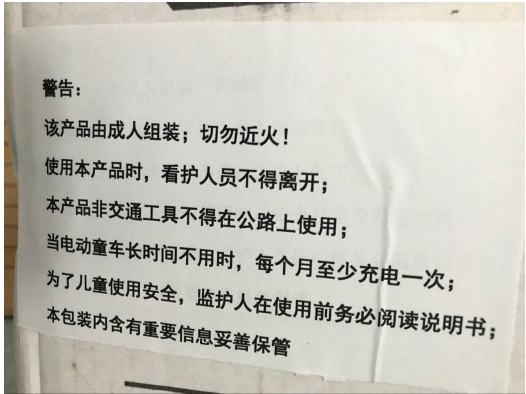 警告：
该产品由成人组装；切勿近火！
使用本产品时，看护人员不得离开；
本产品非交通工具不得在公路上使用；
当电动童车长时间不用时，每个月至少充电一次；
为了儿童使用安全，监护人在使用前务必阅读说明书；
本包装内含有重要信息妥善保管